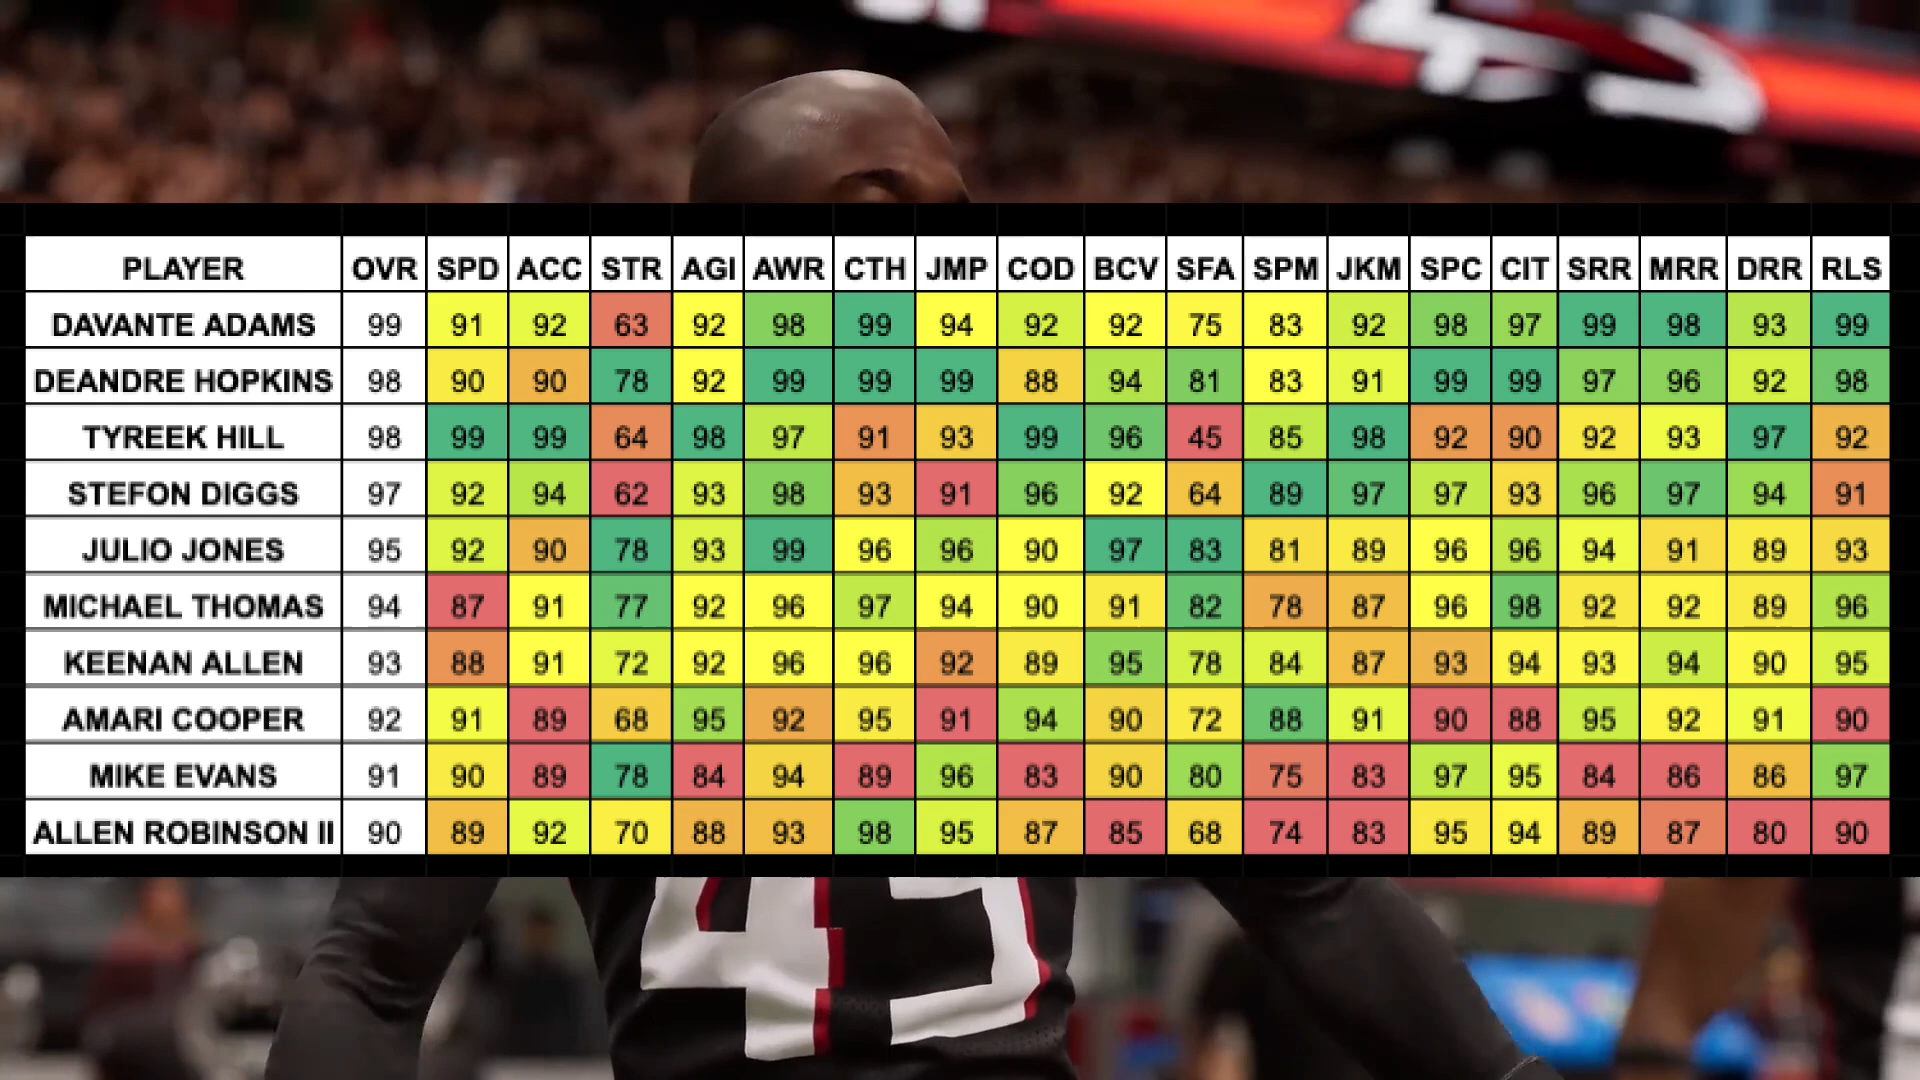 PLAYER OVR SPD ACC STR AGI AWR CTH JMP COD BCV SFA SPM JKM SPC CIT SRR MRR DRR RLS
DAVANTE ADAMS 99 91 92 63 92 98 99 94 92 92 75 83 92 98 97 99 98 93 99
DEANDRE HOPKINS 98 90 90 78 92 99 99 99 88 94 81 83 91 99 99 97 96 92 98
TYREEK HILL 98 99 99 64 98 97 91 93 99 96 45 85 98 92 90 92 93 97 92
STEFON DIGGS 97 92 94 62 93 98 93 91 96 92 64 89 97 97 93 96 97 94 91
JULIO JONES 95 92 90 78 93 99 96 96 90 97 83 81 89 96 96 94 91 89 93
MICHAEL THOMAS 94 87 91 77 92 96 97 94 90 91 82 78 87 96 98 92 92 89 96
KEENAN ALLEN 93 88 91 72 92 96 96 92 89 95 78 84 87 93 94 93 94 90 95
AMARI COOPER 92 91 89 68 95 92 95 91 94 90 72 88 91 90 88 95 92 91 90
MIKE EVANS 91 90 89 78 84 94 89 96 83 90 80 75 83 97 95 84 86 86 97
ALLEN ROBINSON II 90 89 92 70 88 93 98 95 87 85 68 74 83 95 94 89 87 80 90
45